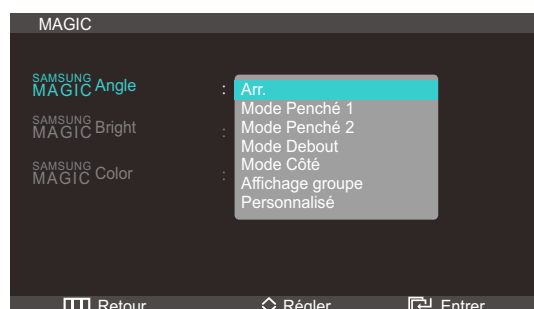 MAGIC
SAMSUNG MAGIC Angle : Arr.
Mode Penché 1
Mode Penché 2
SAMSUNG MAGIC Bright :
Mode Debout
Mode Côté
SAMSUNG MAGIC Color :
Affichage groupe
Personnalisé
Retour Régler Entrer